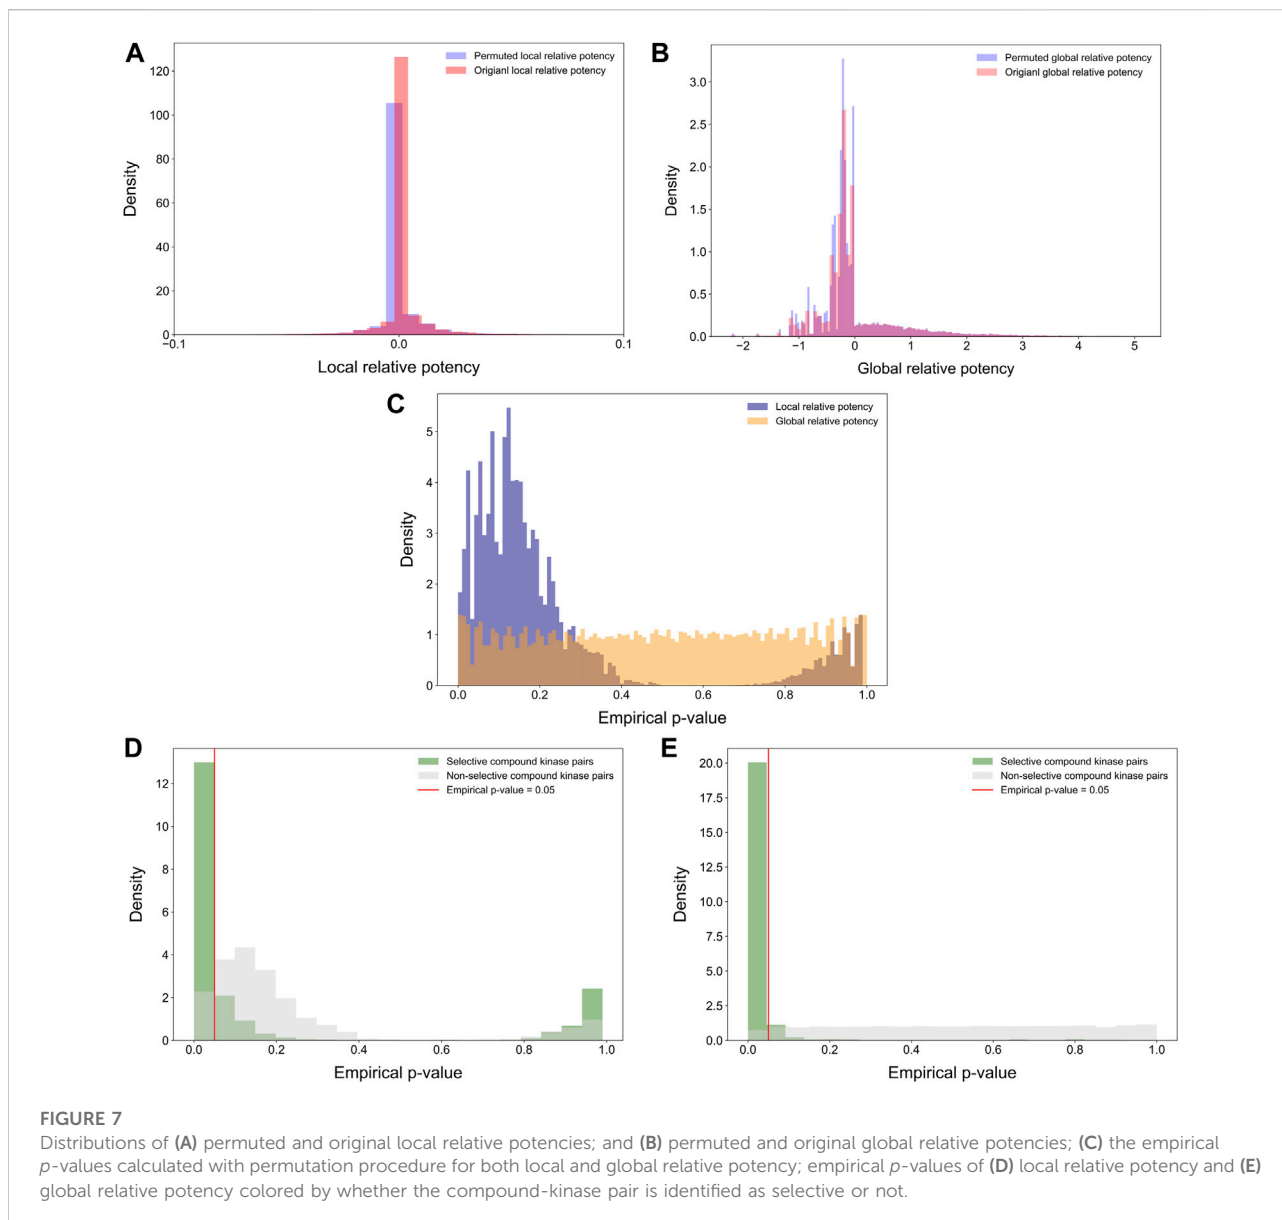 A
120
100
80
60
40
20
0
−0.1
0.0
0.1
Density
Local relative potency
Permuted local relative potency
Origianl local relative potency
B
3.0
2.5
2.0
1.5
1.0
0.5
0.0
−2
−1
0
1
2
3
4
5
Density
Global relative potency
Permuted global relative potency
Origianl global relative potency
C
5
4
3
2
1
0
0.0
0.2
0.4
0.6
0.8
1.0
Density
Empirical p-value
Local relative potency
Global relative potency
D
12
10
8
6
4
2
0
0.0
0.2
0.4
0.6
0.8
1.0
Density
Empirical p-value
Selective compound kinase pairs
Non-selective compound kinase pairs
Empirical p-value = 0.05
E
20.0
17.5
15.0
12.5
10.0
7.5
5.0
2.5
0.0
0.0
0.2
0.4
0.6
0.8
1.0
Density
Empirical p-value
Selective compound kinase pairs
Non-selective compound kinase pairs
Empirical p-value = 0.05
FIGURE 7
Distributions of (A) permuted and original local relative potencies; and (B) permuted and original global relative potencies; (C) the empirical
p-values calculated with permutation procedure for both local and global relative potency; empirical p-values of (D) local relative potency and (E)
global relative potency colored by whether the compound-kinase pair is identified as selective or not.